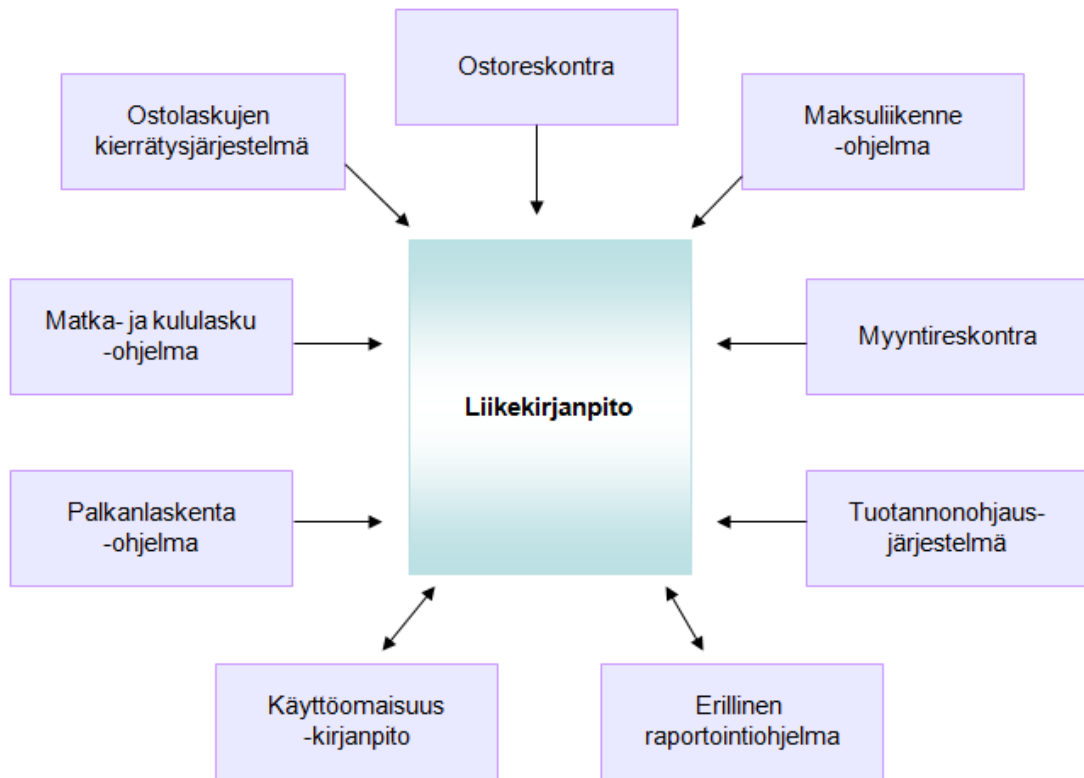 Ostoreskontra
Ostolaskujen
kierrätysjärjestelmä
Maksuliikenne
-ohjelma
Matka- ja kululasku
-ohjelma
Myyntireskontra
Liikekirjanpito
Palkanlaskenta
-ohjelma
Tuotannonohjaus-
järjestelmä
Käyttöomaisuus
-kirjanpito
Erillinen
raportointiohjelma